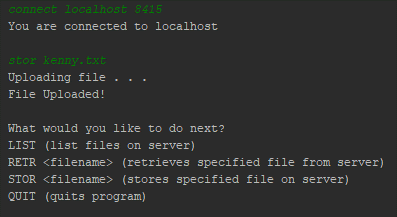 connect localhost 8415
You are connected to localhost
stor kenny.txt
Uploading file . . .
File Uploaded!
What would you like to do next?
LIST (list files on server)
RETR <filename> (retrieves specified file from server)
STOR <filename> (stores specified file on server)
QUIT (quits program)